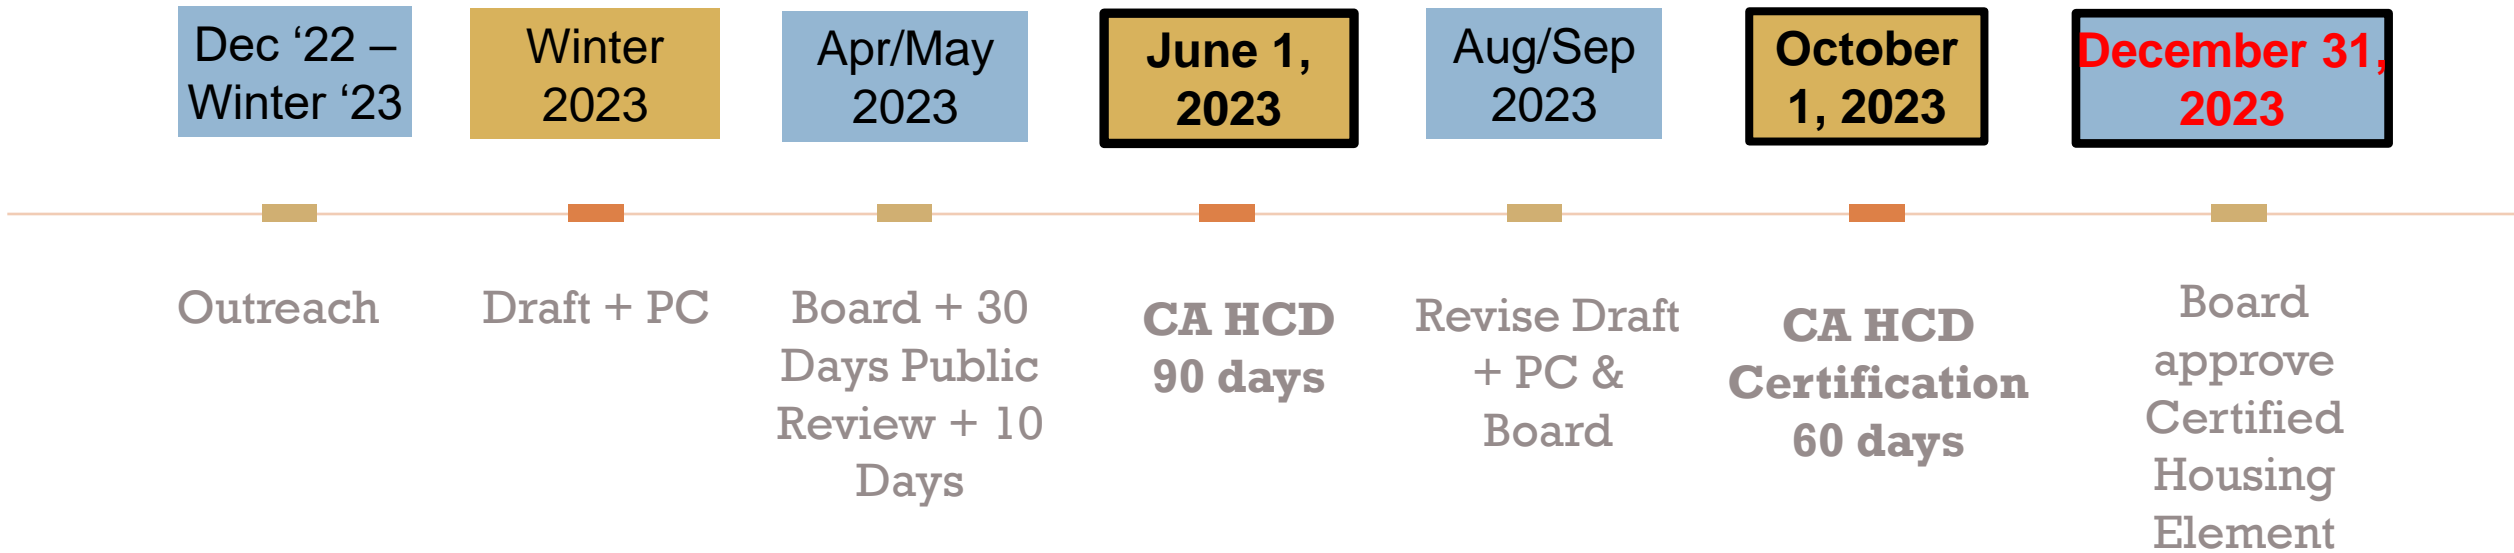 Dec ‘22 –
Winter ‘23
Winter
2023
Apr/May
2023
June 1,
2023
Aug/Sep
2023
October
1, 2023
December 31,
2023
Outreach
Draft + PC
Board + 30
Days Public
Review + 10
Days
CA HCD
90 days
Revise Draft
+ PC &
Board
CA HCD
Certification
60 days
Board
approve
Certified
Housing
Element